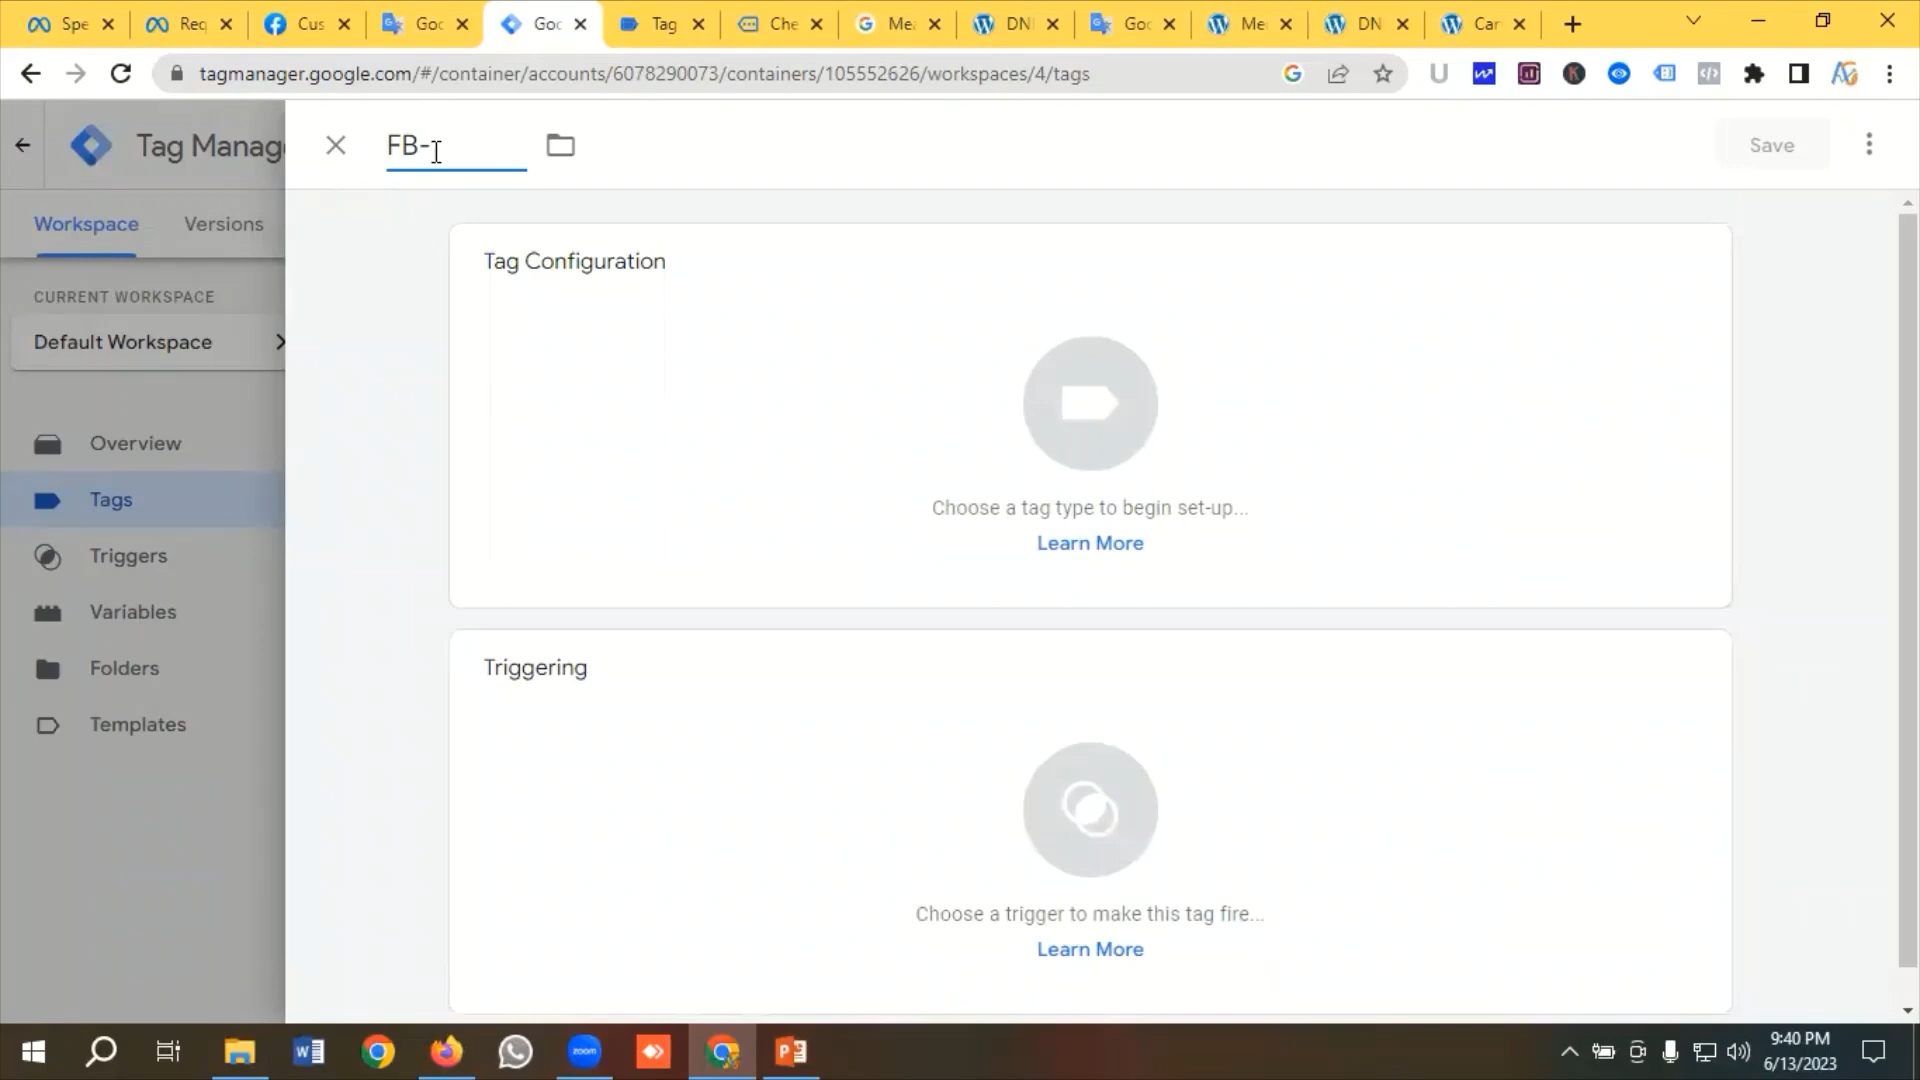 Spe
Req
Cus
Goo
Goo
Tag
Che
Me
DN
Goo
Me
DN
Car
tagmanager.google.com/#/container/accounts/6078290073/containers/105552626/workspaces/4/tags
Tag Manag
FB-
Save
Workspace
Versions
Tag Configuration
CURRENT WORKSPACE
Default Workspace
Overview
Tags
Choose a tag type to begin set-up...
Learn More
Triggers
Variables
Folders
Triggering
Templates
Choose a trigger to make this tag fire...
Learn More
zoom
9:40 PM
6/13/2023